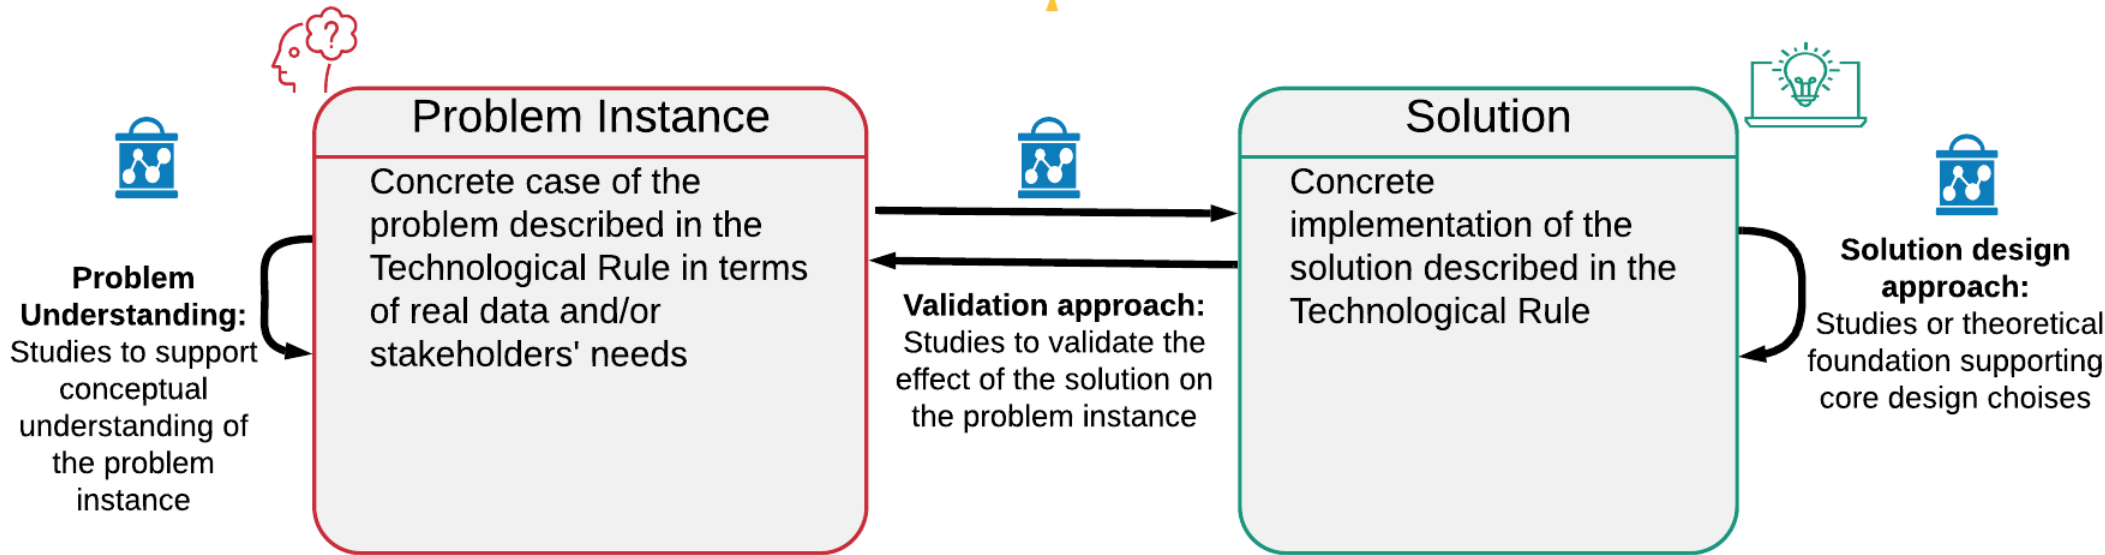 ?
Problem Instance
Concrete case of the
problem described in the
Technological Rule in terms
of real data and/or
stakeholders' needs
Problem
Understanding:
Studies to support
conceptual
understanding of
the problem
instance
Validation approach:
Studies to validate the
effect of the solution on
the problem instance
Solution
Concrete
implementation of the
solution described in the
Technological Rule
Solution design
approach:
Studies or theoretical
foundation supporting
core design choises